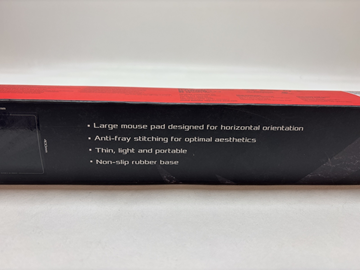 • Large mouse pad designed for horizontal orientation
• Anti-fray stitching for optimal aesthetics
• Thin, light and portable
• Non-slip rubber base